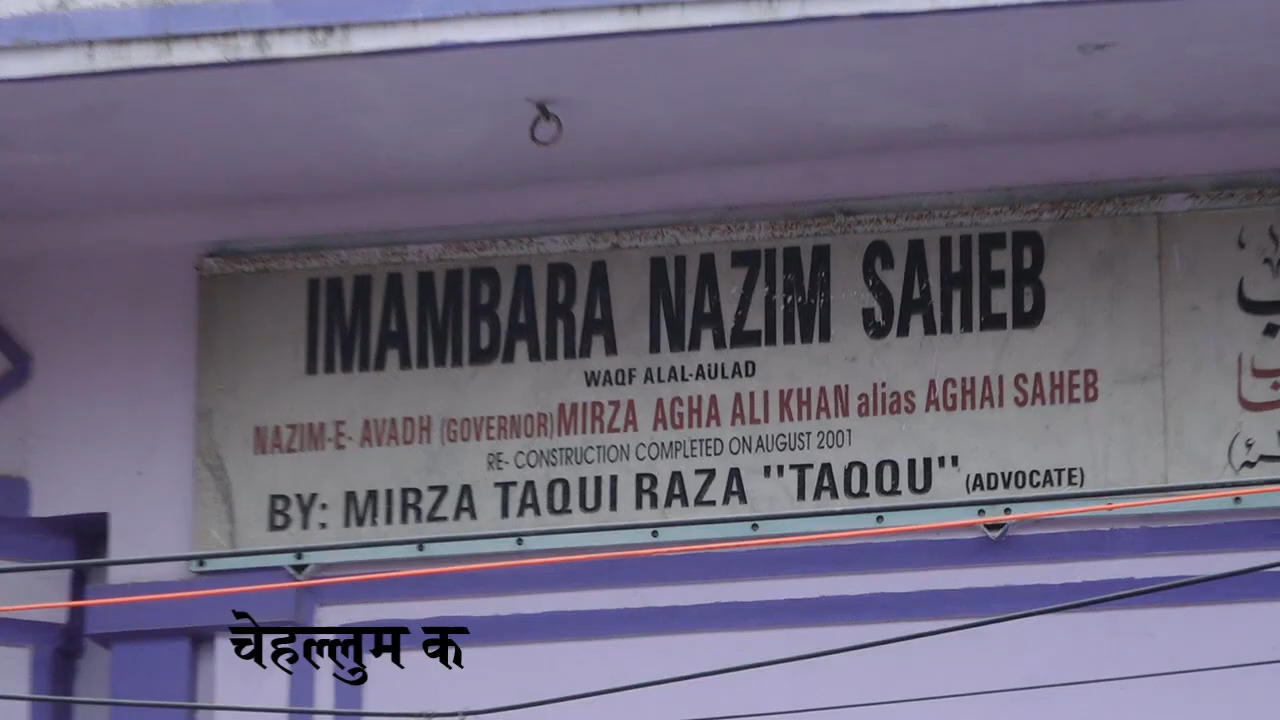 IMAMBARA NAZIM SAHEB
WAQF ALAL-AULAD
NAZIM-E- AVADH (GOVERNOR) MIRZA AGHA ALI KHAN alias AGHAI SAHEB
RE- CONSTRUCTION COMPLETED ON AUGUST 2001
BY: MIRZA TAQUI RAZA "TAQQU" (ADVOCATE)
चेहल्लुम क